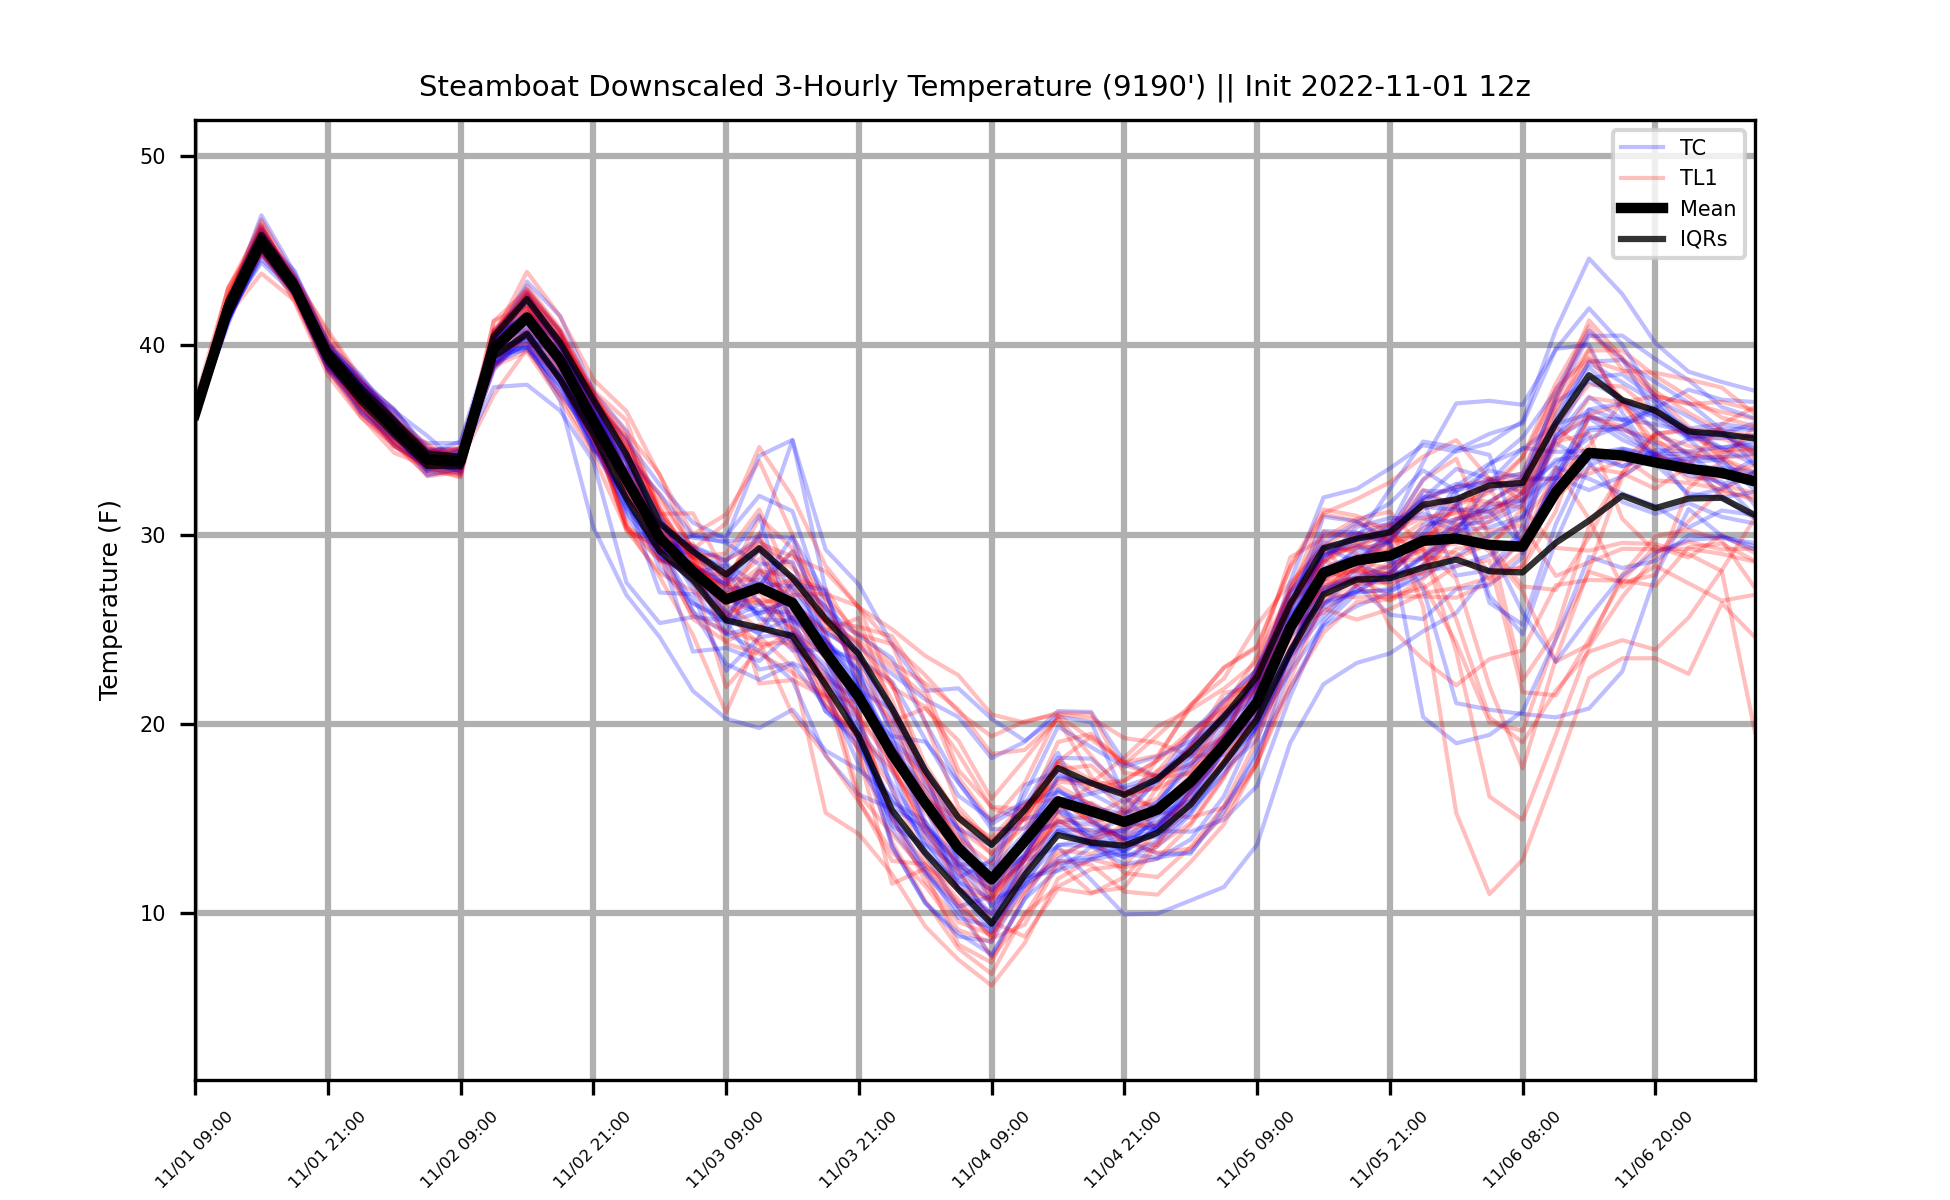 Steamboat Downscaled 3-Hourly Temperature (9190') || Init 2022-11-01 12z
TC
TL1
Mean
IQRs
Temperature (F)
50
40
30
20
10
11/01 09:00
11/01 21:00
11/02 09:00
11/02 21:00
11/03 09:00
11/03 21:00
11/04 09:00
11/04 21:00
11/05 09:00
11/05 21:00
11/06 08:00
11/06 20:00